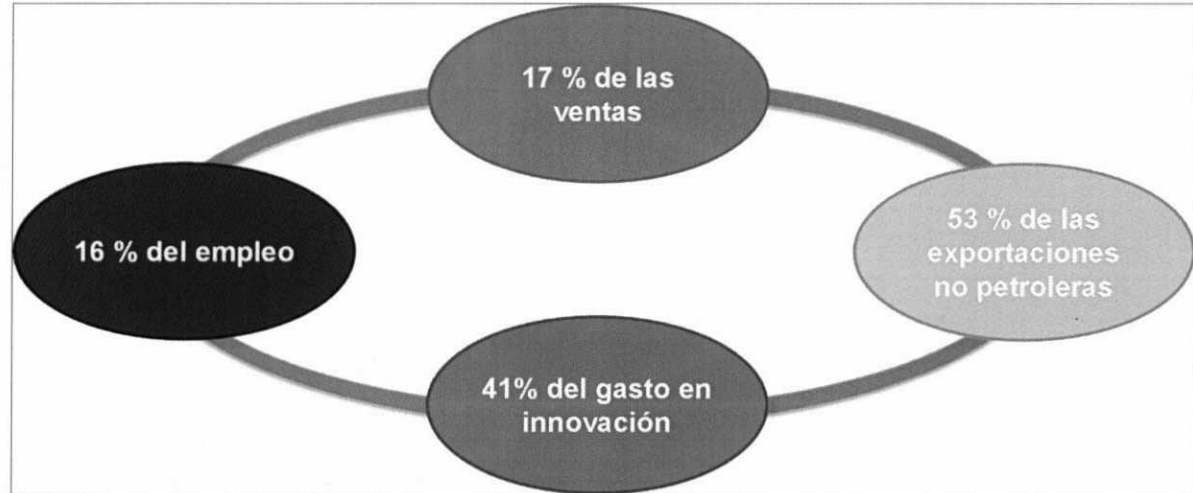 17 % de las
ventas
16 % del empleo
53 % de las
exportaciones
no petroleras
41% del gasto en
innovación